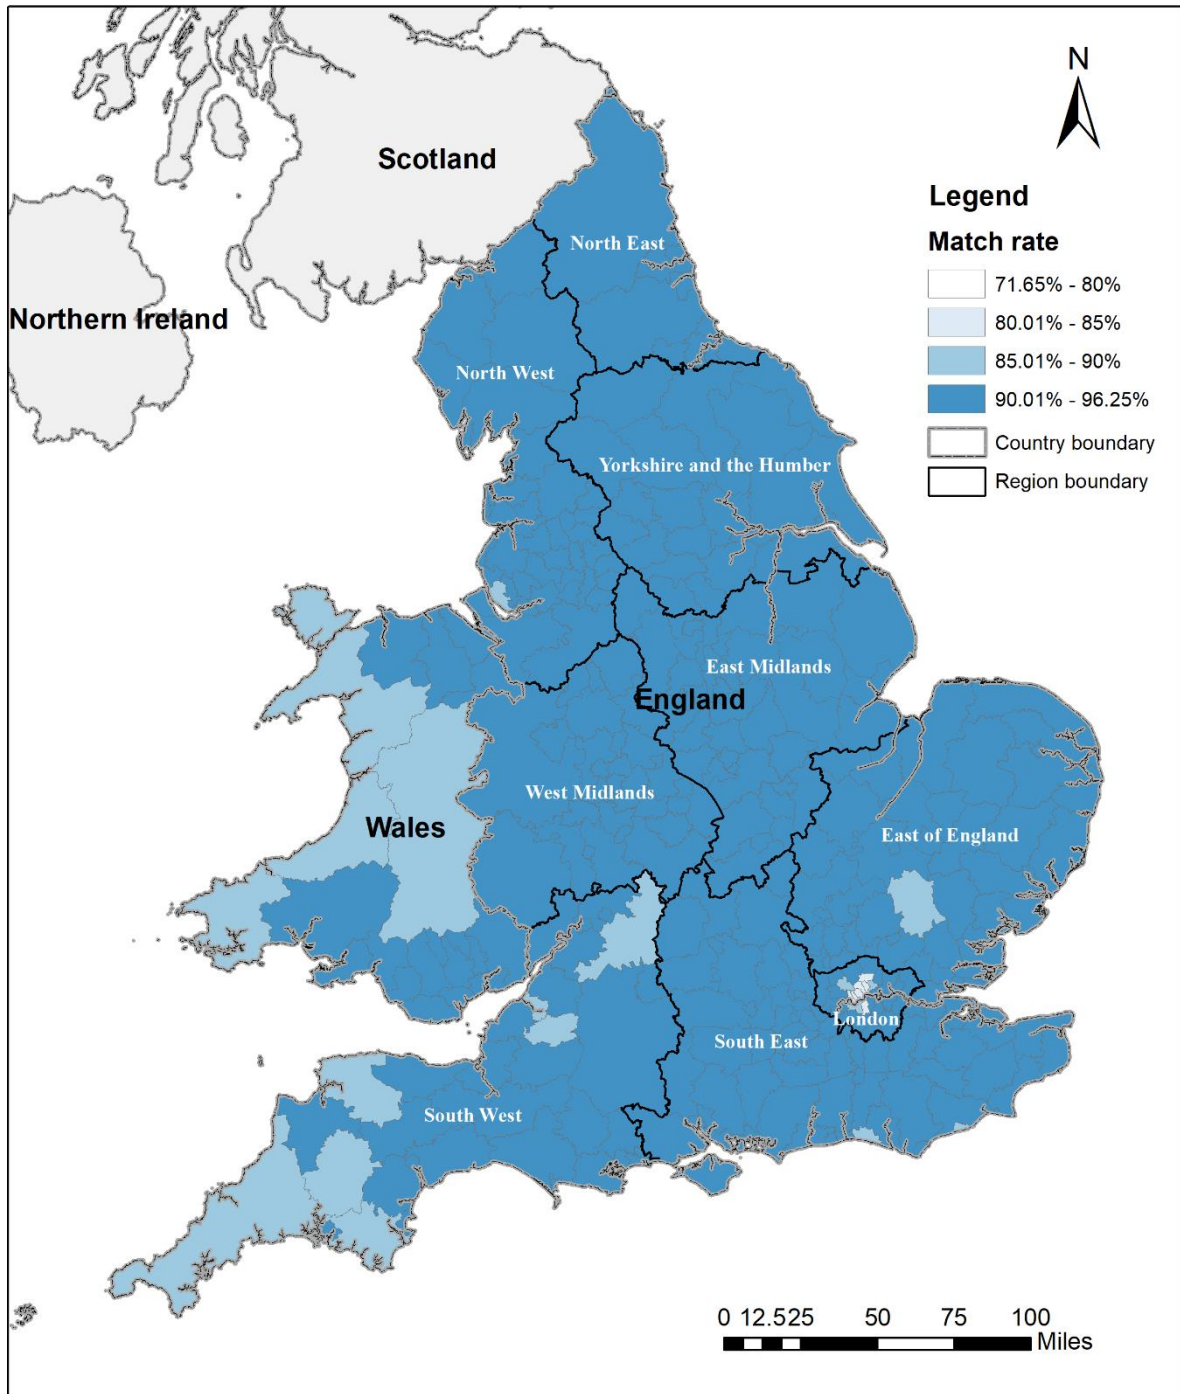 N
Scotland
Legend
North East
Match rate
71.65% - 80%
Northern Ireland
80.01% - 85%
North West
85.01% - 90%
90.01% - 96.25%
Country boundary
Yorkshire and the Humber
Region boundary
East Midlands
England
West Midlands
Wales
East of England
London
South East
South West
0 12.525 50 75 100
Miles